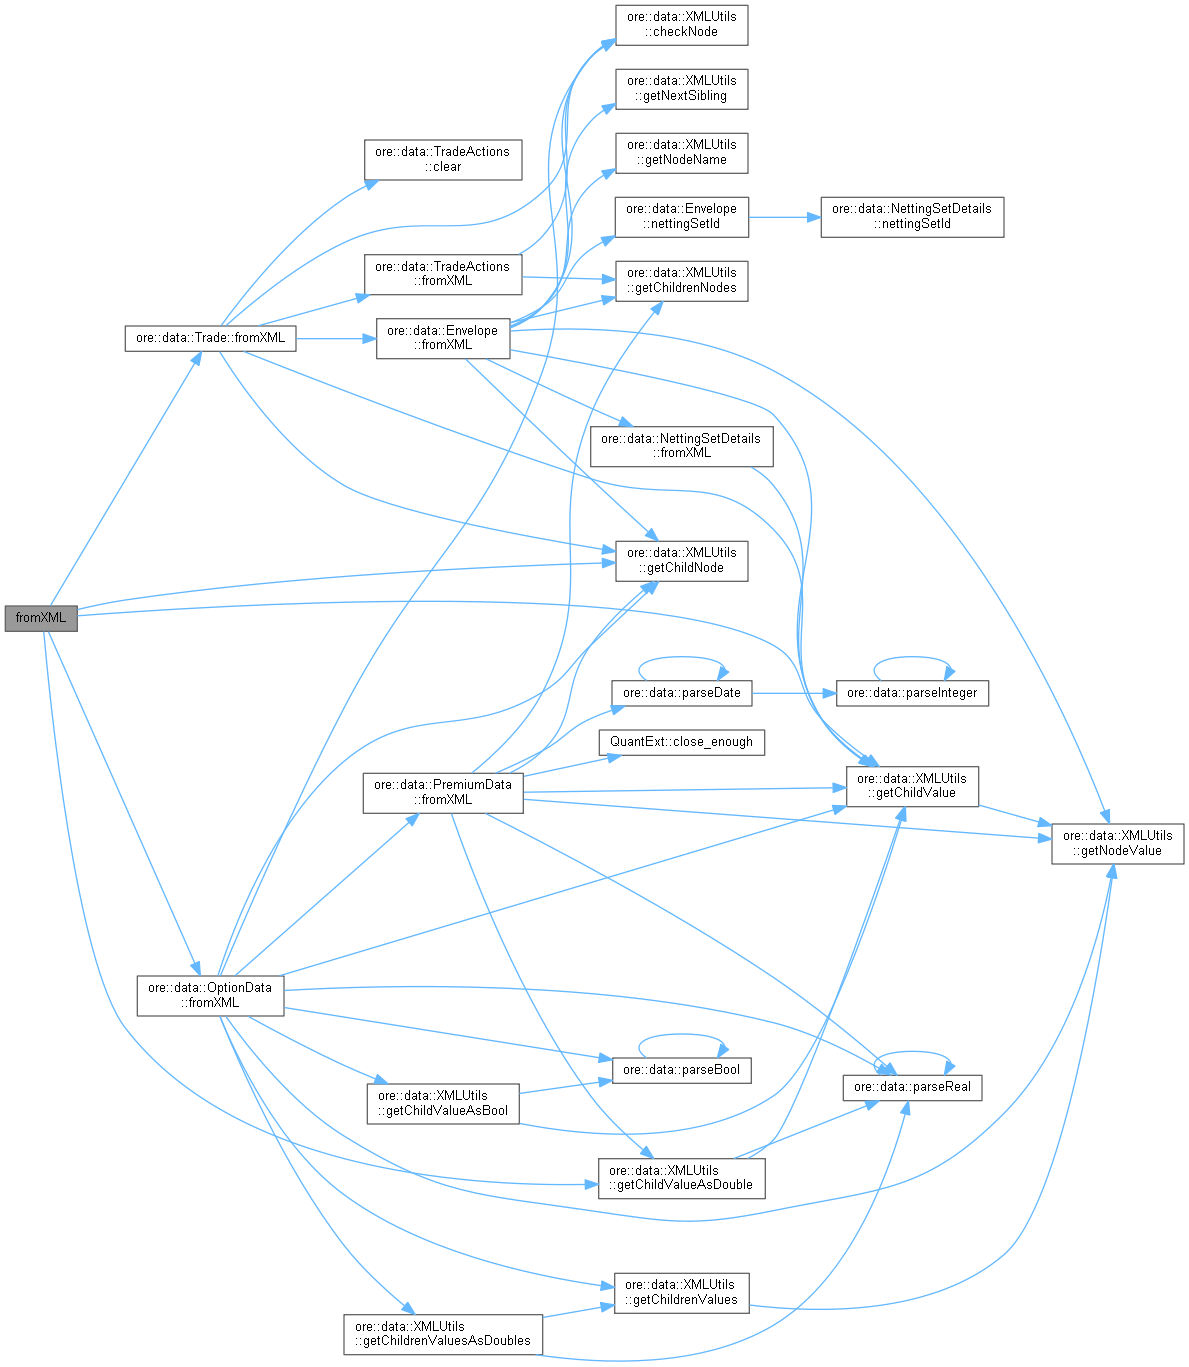 ore::data::XMLUtils
::checkNode
ore::data::XMLUtils
::getNextSibling
ore::data::TradeActions
::clear
ore::data::XMLUtils
::getNodeName
ore::data::Envelope
::nettingSetId
ore::data::NettingSetDetails
::nettingSetId
ore::data::TradeActions
::fromXML
ore::data::XMLUtils
::getChildrenNodes
ore::data::Trade::fromXML
ore::data::Envelope
::fromXML
ore::data::NettingSetDetails
::fromXML
ore::data::XMLUtils
::getChildNode
fromXML
ore::data::parseDate
ore::data::parseInteger
QuantExt::close_enough
ore::data::PremiumData
::fromXML
ore::data::XMLUtils
::getChildValue
ore::data::XMLUtils
::getNodeValue
ore::data::OptionData
::fromXML
ore::data::parseBool
ore::data::parseReal
ore::data::XMLUtils
::getChildValueAsBool
ore::data::XMLUtils
::getChildValueAsDouble
ore::data::XMLUtils
::getChildrenValues
ore::data::XMLUtils
::getChildrenValuesAsDoubles